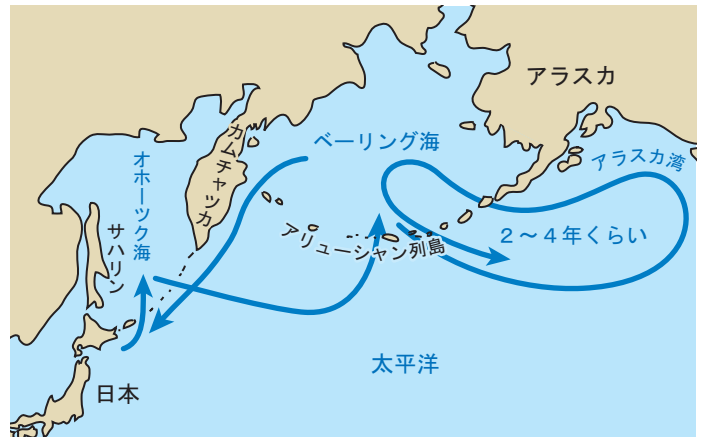 アラスカ
ベーリング海
アラスカ湾
カムチャツカ
オホーツク海
サハリン
アリューシャン列島
2～4年くらい
太平洋
日本